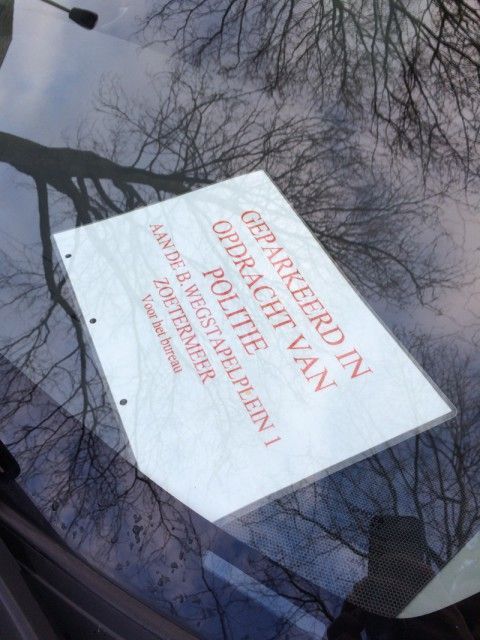 GEPARKEERD IN
OPDRACHT VAN
POLITIE
AAN DE B.WEGSTAPELPLEIN 1
ZOETERMEER
Voor het bureau